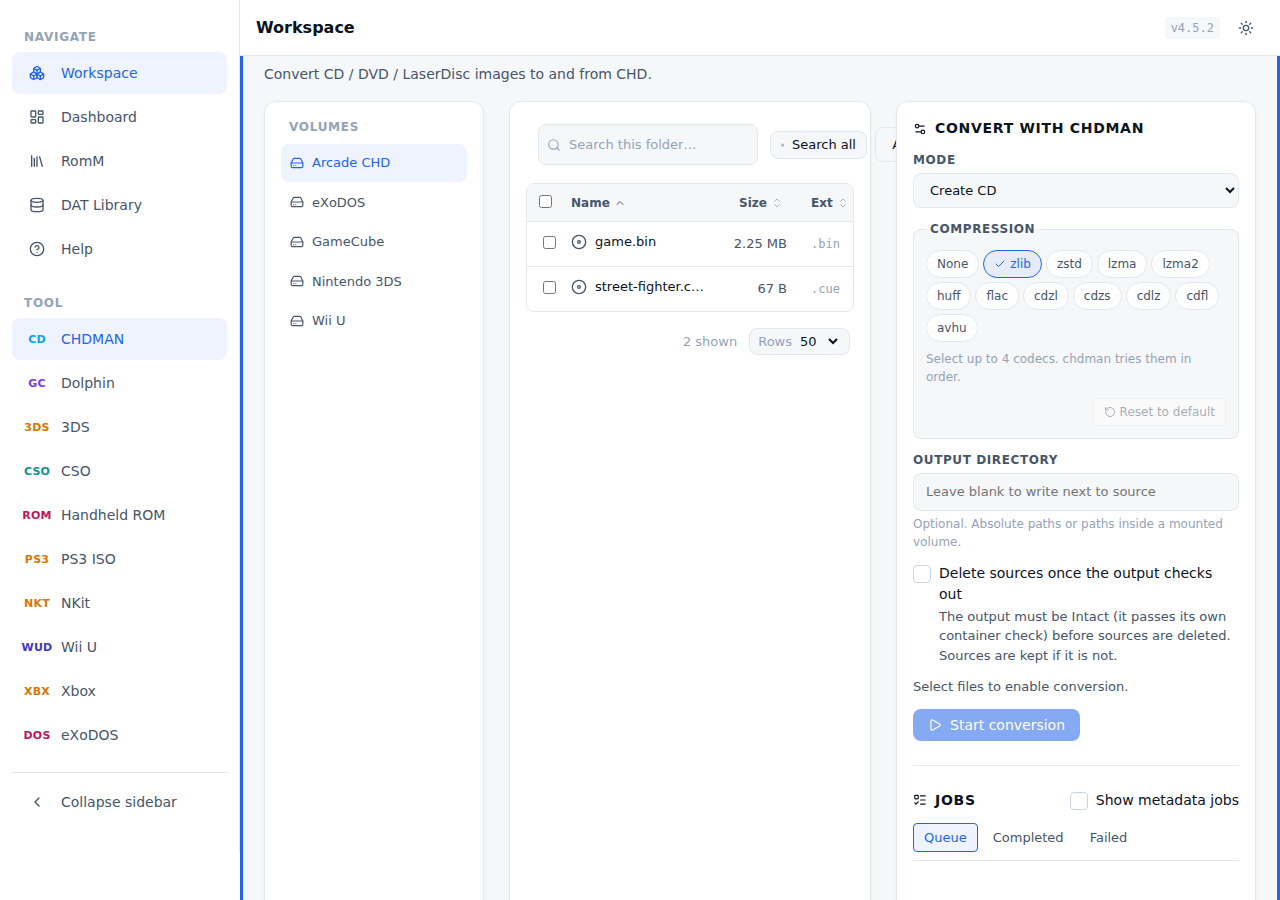 NAVIGATE
Workspace
Dashboard
RomM
DAT Library
Help
TOOL
CD CHDMAN
GC Dolphin
3DS 3DS
CSO CSO
ROM Handheld ROM
PS3 PS3 ISO
NKT NKit
WUD Wii U
XBX Xbox
DOS eXoDOS
Collapse sidebar
Workspace
v4.5.2
Convert CD / DVD / LaserDisc images to and from CHD.
VOLUMES
Arcade CHD
eXoDOS
GameCube
Nintendo 3DS
Wii U
Search this folder…
Search all
Name Size Ext
game.bin 2.25 MB .bin
street-fighter.c… 67 B .cue
2 shown Rows 50
CONVERT WITH CHDMAN
MODE
Create CD
COMPRESSION
None zlib zstd lzma lzma2
huff flac cdzl cdzs cdlz cdfl
avhu
Select up to 4 codecs. chdman tries them in
order.
Reset to default
OUTPUT DIRECTORY
Leave blank to write next to source
Optional. Absolute paths or paths inside a mounted
volume.
Delete sources once the output checks
out
The output must be Intact (it passes its own
container check) before sources are deleted.
Sources are kept if it is not.
Select files to enable conversion.
Start conversion
JOBS
Show metadata jobs
Queue Completed Failed